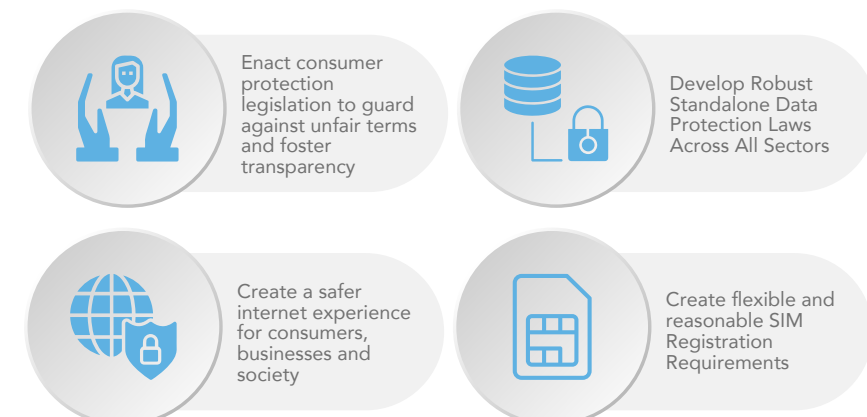 Enact consumer
protection
legislation to guard
against unfair terms
and foster
transparency
Develop Robust
Standalone Data
Protection Laws
Across All Sectors
Create a safer
internet experience
for consumers,
businesses and
society
Create flexible and
reasonable SIM
Registration
Requirements